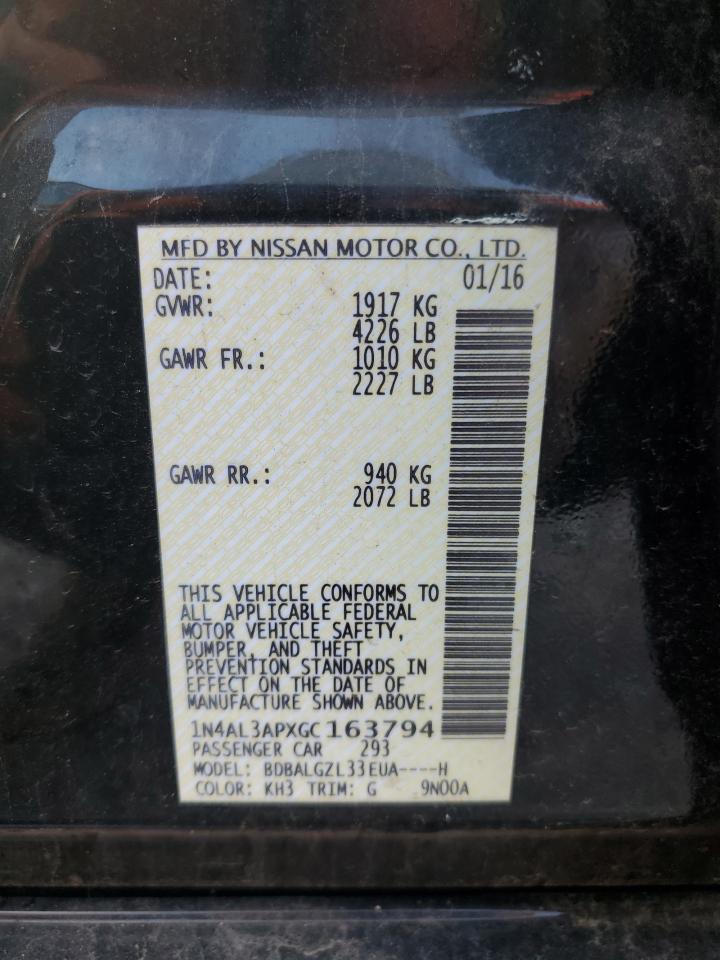 MFD BY NISSAN MOTOR CO., LTD.
DATE: 01/16
GVWR: 1917 KG
4226 LB
GAWR FR.: 1010 KG
2227 LB
GAWR RR.: 940 KG
2072 LB
THIS VEHICLE CONFORMS TO
ALL APPLICABLE FEDERAL
MOTOR VEHICLE SAFETY,
BUMPER, AND THEFT
PREVENTION STANDARDS IN
EFFECT ON THE DATE OF
MANUFACTURE SHOWN ABOVE.
1N4AL3APXGC163794
PASSENGER CAR 293
MODEL: BDBALGZL33EUA----H
COLOR: KH3 TRIM: G 9N00A